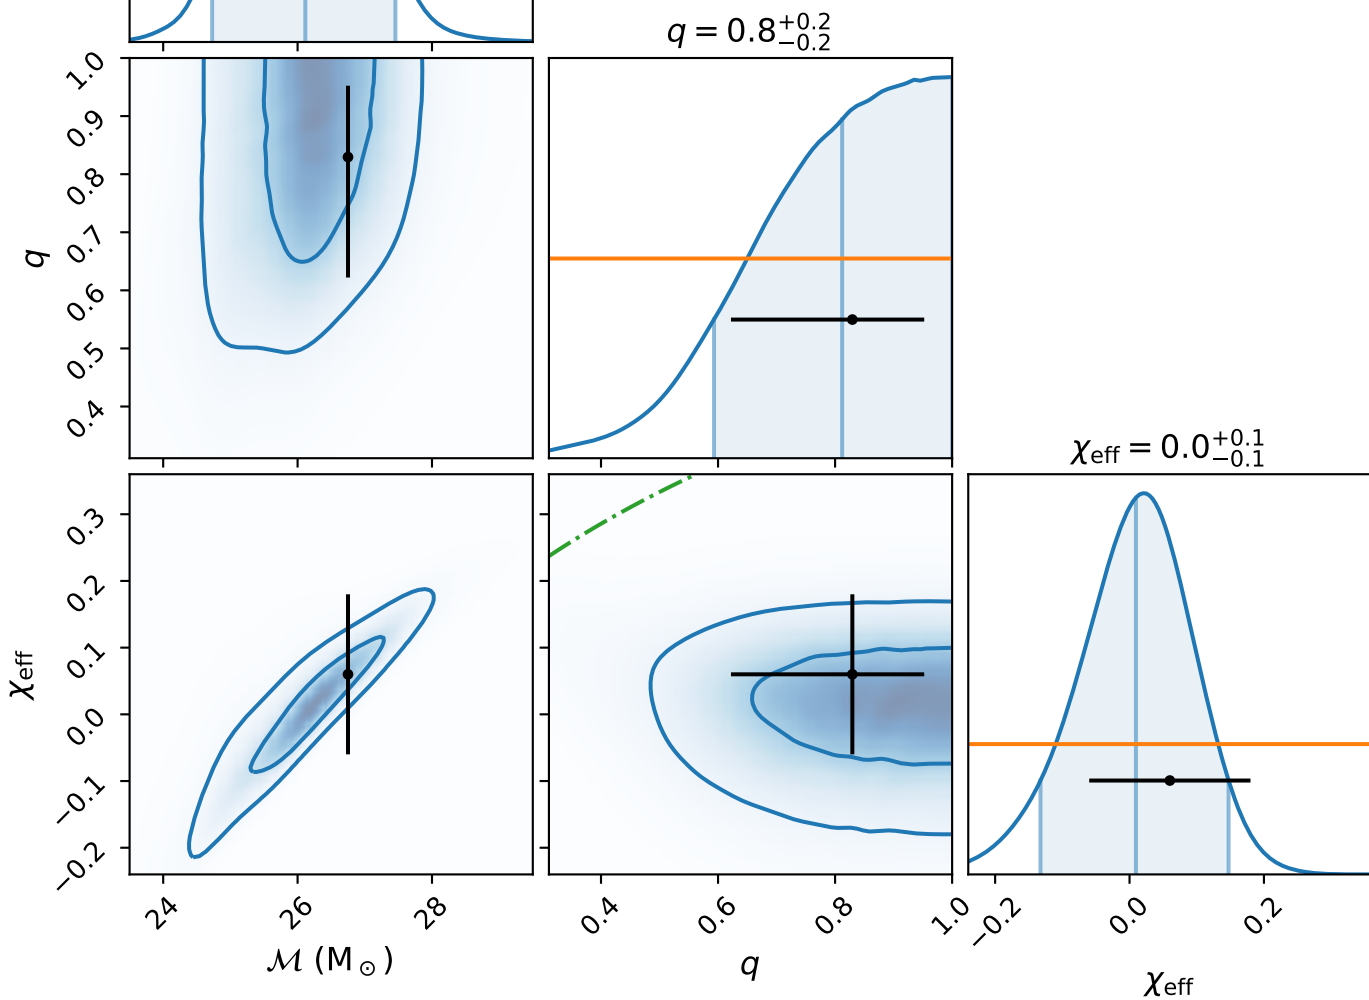 q = 0.8^{+0.2}_{-0.2}
1.0
0.9
0.8
0.7
0.6
0.5
0.4
q
χ_eff = 0.0^{+0.1}_{-0.1}
0.3
0.2
0.1
0.0
−0.1
−0.2
χ_eff
24 26 28
0.4 0.6 0.8 1.0
−0.2 0.0 0.2
ℳ (M_⊙)
q
χ_eff